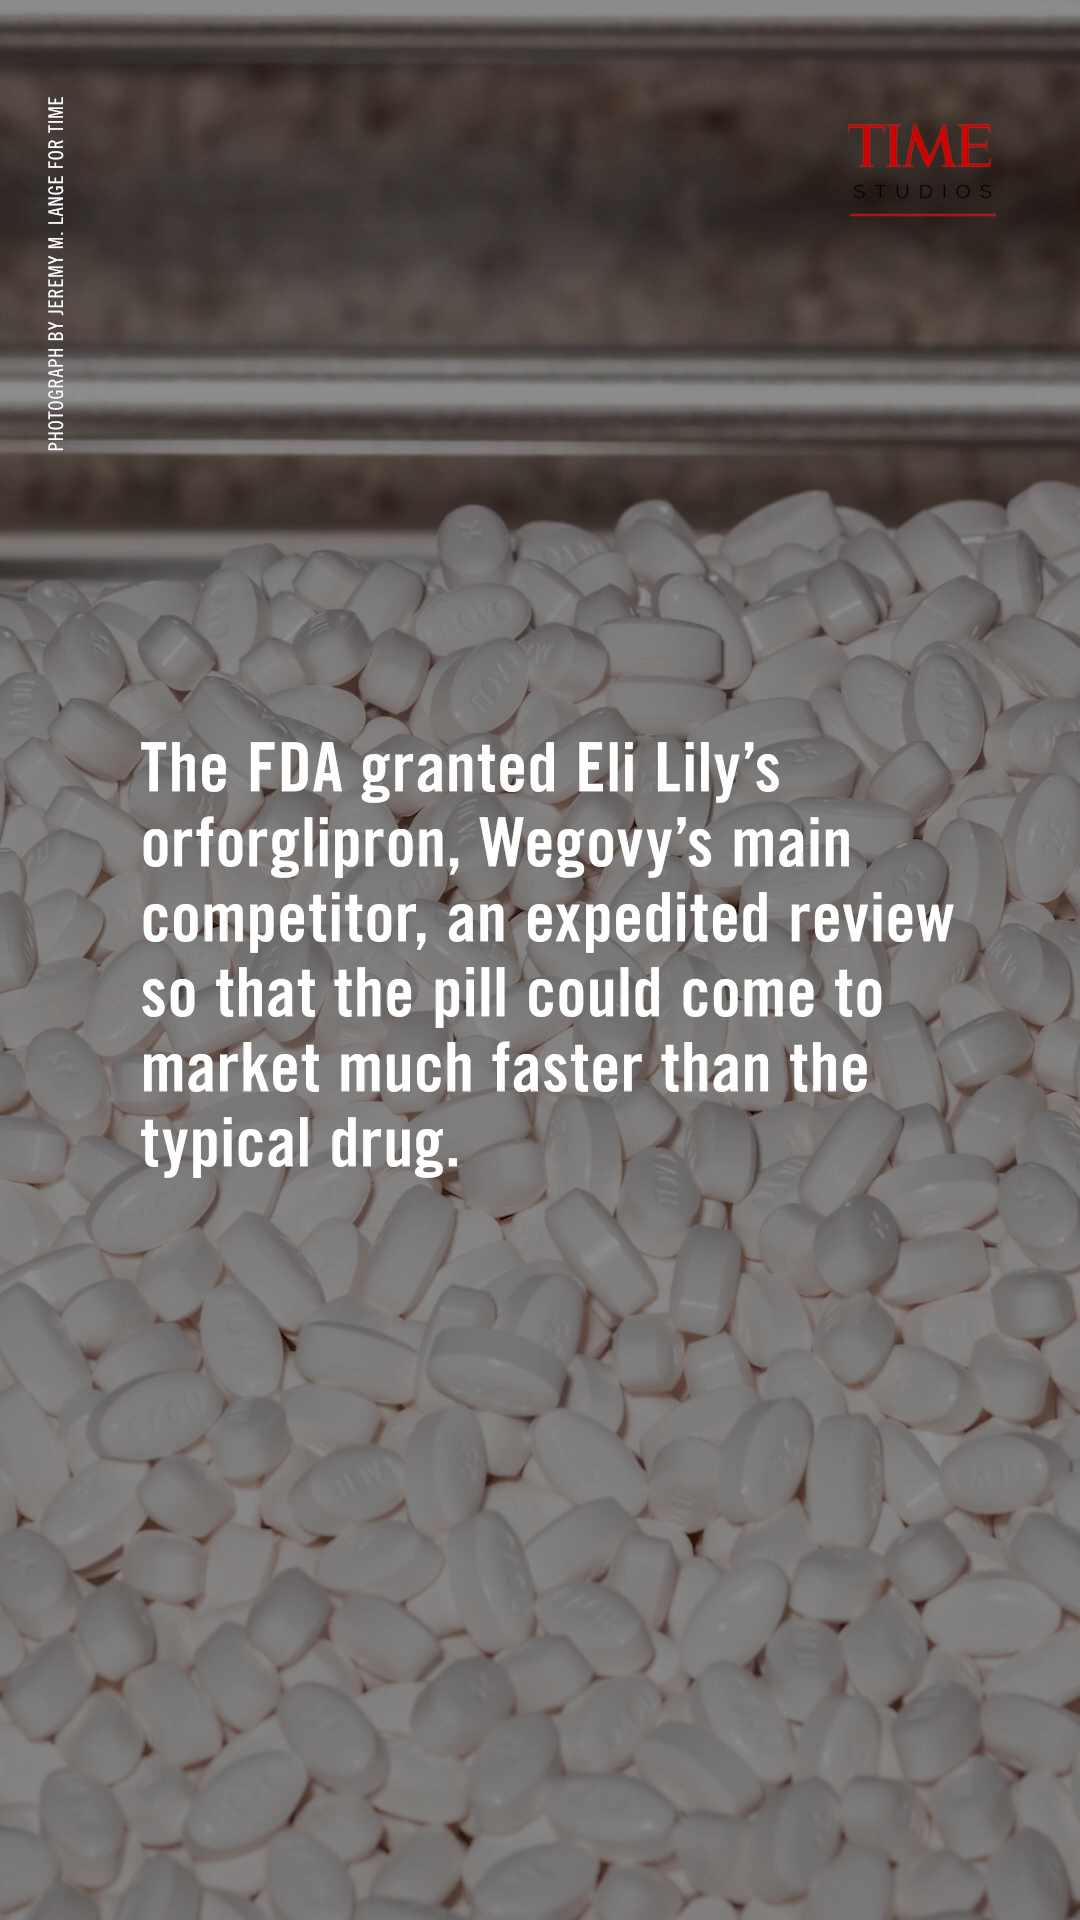 PHOTOGRAPH BY JEREMY M. LANGE FOR TIME
TIME
STUDIOS
The FDA granted Eli Lily’s
orforglipron, Wegovy’s main
competitor, an expedited review
so that the pill could come to
market much faster than the
typical drug.